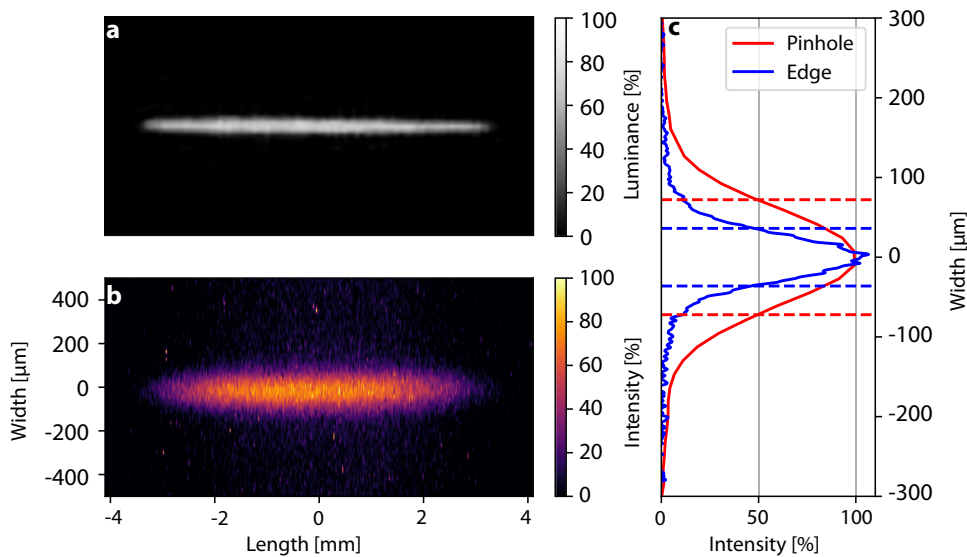 a
100
80
60
40
20
0
Luminance [%]
b
400
200
0
-200
-400
Width [µm]
-4
-2
0
2
4
Length [mm]
100
80
60
40
20
0
Intensity [%]
c
Pinhole
Edge
300
200
100
0
-100
-200
-300
Width [µm]
0
50
100
Intensity [%]